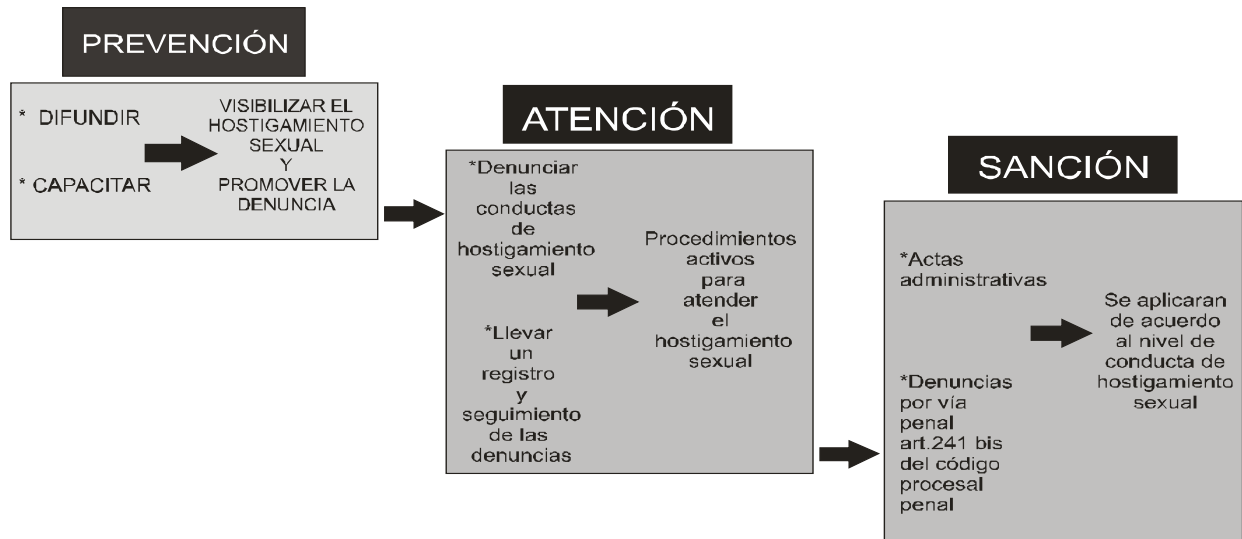 PREVENCIÓN
* DIFUNDIR
* CAPACITAR
VISIBILIZAR EL
HOSTIGAMIENTO
SEXUAL
Y
PROMOVER LA
DENUNCIA
ATENCIÓN
*Denunciar
las
conductas
de
hostigamiento
sexual
*Llevar
un
registro
y
seguimiento
de las
denuncias
Procedimientos
activos
para
atender
el
hostigamiento
sexual
SANCIÓN
*Actas
administrativas
*Denuncias
por vía
penal
art.241 bis
del código
procesal
penal
Se aplicaran
de acuerdo
al nivel de
conducta de
hostigamiento
sexual